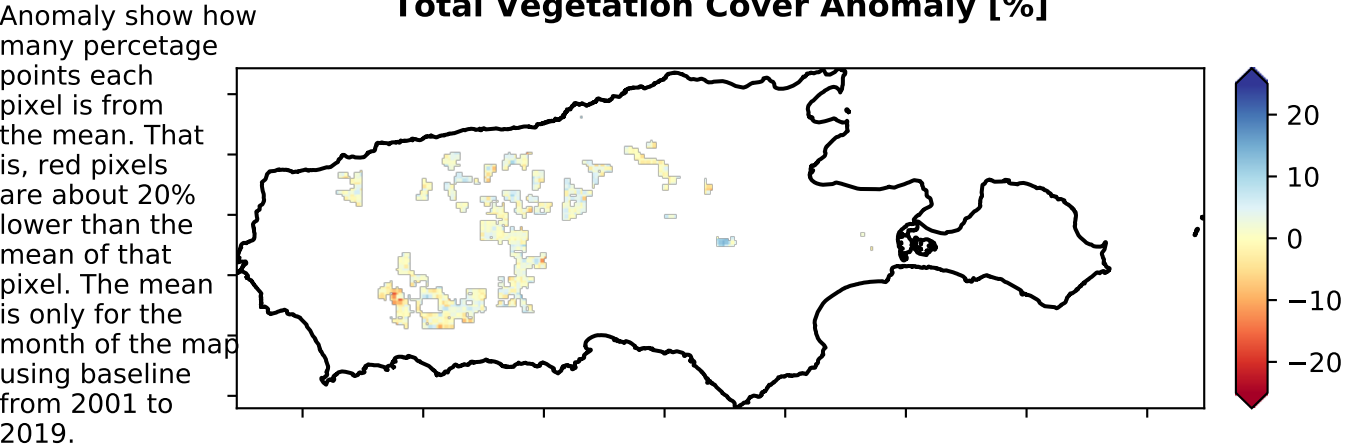 Total Vegetation Cover Anomaly [%]
Anomaly show how
many percetage
points each
pixel is from
the mean. That
is, red pixels
are about 20%
lower than the
mean of that
pixel. The mean
is only for the
month of the map
using baseline
from 2001 to
2019.
20
10
0
−10
−20